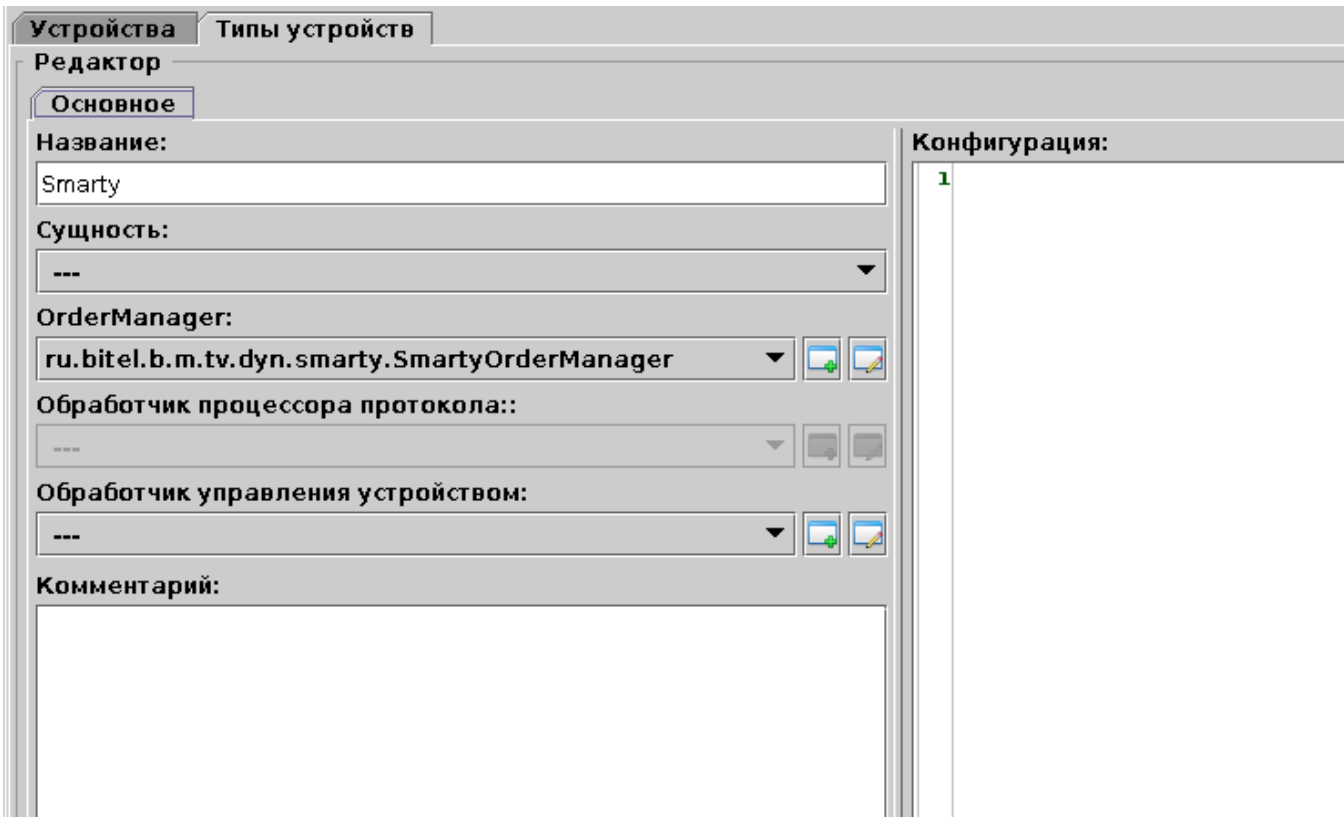 Устройства Типы устройств
Редактор
Основное
Название:
Smarty
Сущность:
---
OrderManager:
ru.bitel.b.m.tv.dyn.smarty.SmartyOrderManager
Обработчик процессора протокола::
---
Обработчик управления устройством:
---
Комментарий:
Конфигурация:
1